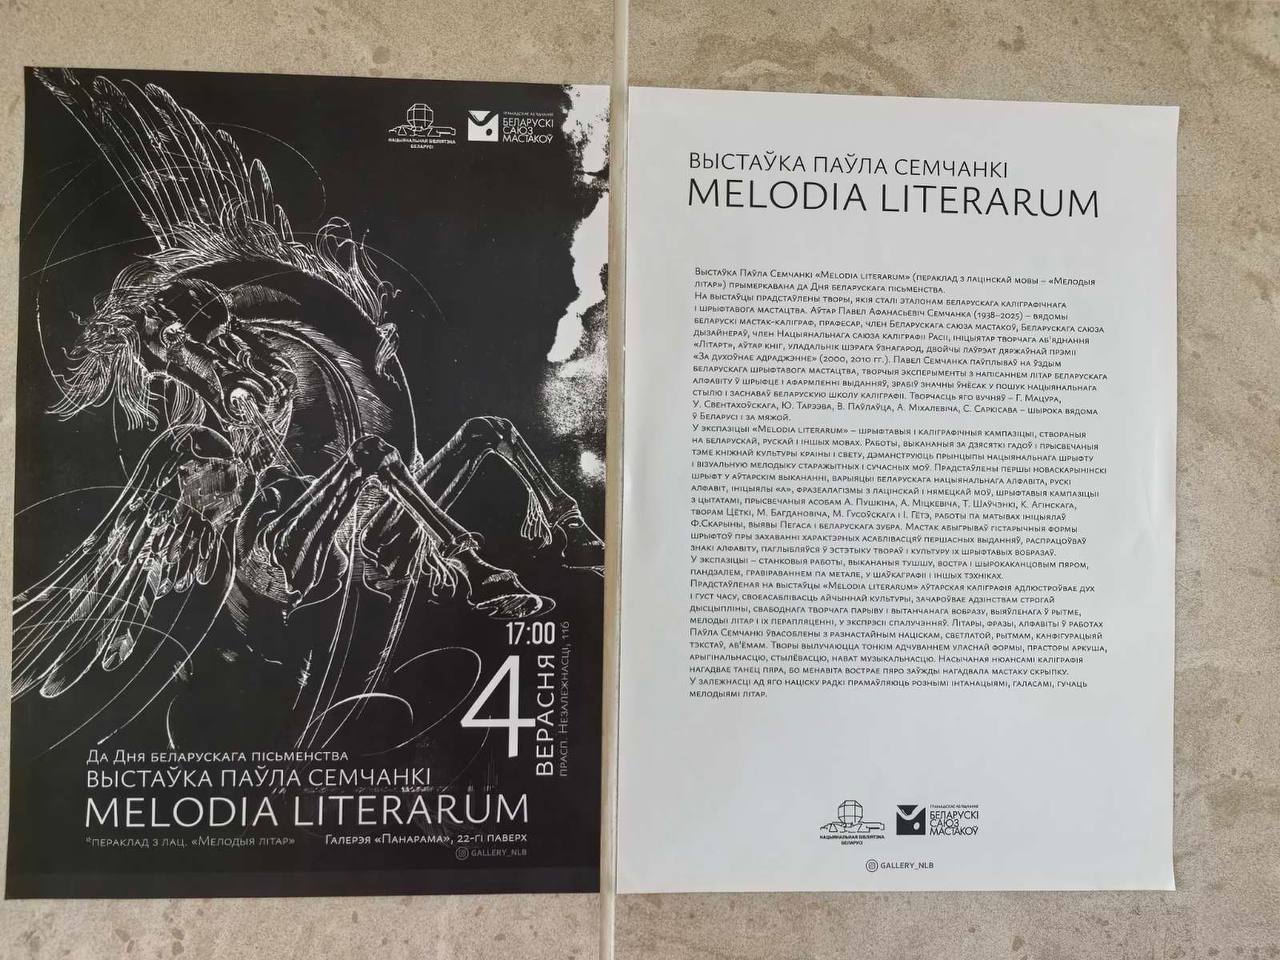 НАЦЫЯНАЛЬНАЯ БІБЛІЯТЭКА
БЕЛАРУСІ
ГРАМАДСКАЕ АБ'ЯДНАННЕ
БЕЛАРУСКІ
САЮЗ
МАСТАКОЎ
17:00
4
ВЕРАСНЯ
ПРАСП. НЕЗАЛЕЖНАСЦІ, 116
ДА ДНЯ БЕЛАРУСКАГА ПІСЬМЕНСТВА
ВЫСТАЎКА ПАЎЛА СЕМЧАНКІ
MELODIA LITERARUM
*ПЕРАКЛАД З ЛАЦ. «МЕЛОДЫЯ ЛІТАР»
ГАЛЕРЭЯ «ПАНАРАМА», 22-ГІ ПАВЕРХ
GALLERY_NLB
ВЫСТАЎКА ПАЎЛА СЕМЧАНКІ
MELODIA LITERARUM
ВЫСТАЎКА ПАЎЛА СЕМЧАНКІ «MELODIA LITERARUM» (ПЕРАКЛАД З ЛАЦІНСКАЙ МОВЫ – «МЕЛОДЫЯ
ЛІТАР») ПРЫМЕРКАВАНА ДА ДНЯ БЕЛАРУСКАГА ПІСЬМЕНСТВА.
НА ВЫСТАЎЦЫ ПРАДСТАЎЛЕНЫ ТВОРЫ, ЯКІЯ СТАЛІ ЭТАЛОНАМ БЕЛАРУСКАГА КАЛІГРАФІЧНАГА
І ШРЫФТАВОГА МАСТАЦТВА. АЎТАР ПАВЕЛ АФАНАСЬЕВІЧ СЕМЧАНКА (1938–2025) – ВЯДОМЫ
БЕЛАРУСКІ МАСТАК-КАЛІГРАФ, ПРАФЕСАР, ЧЛЕН БЕЛАРУСКАГА САЮЗА МАСТАКОЎ, БЕЛАРУСКАГА САЮЗА
ДЫЗАЙНЕРАЎ, ЧЛЕН НАЦЫЯНАЛЬНАГА САЮЗА КАЛІГРАФІІ РАСІІ, ІНІЦЫЯТАР ТВОРЧАГА АБ'ЯДНАННЯ
«ЛІТАРТ», АЎТАР КНІГ, УЛАДАЛЬНІК ШЭРАГА ЎЗНАГАРОД, ДВОЙЧЫ ЛАЎРЭАТ ДЗЯРЖАЎНАЙ ПРЭМІІ
«ЗА ДУХОЎНАЕ АДРАДЖЭННЕ» (2000, 2010 ГГ.). ПАВЕЛ СЕМЧАНКА ПАЎПЛЫВАЎ НА ЎЗДЫМ
БЕЛАРУСКАГА ШРЫФТАВОГА МАСТАЦТВА, ТВОРЧЫЯ ЭКСПЕРЫМЕНТЫ З НАПІСАННЕМ ЛІТАР БЕЛАРУСКАГА
АЛФАВІТУ Ў ШРЫФЦЕ І АФАРМЛЕННІ ВЫДАННЯЎ, ЗРАБІЎ ЗНАЧНЫ ЎНЁСАК У ПОШУК НАЦЫЯНАЛЬНАГА
СТЫЛЮ І ЗАСНАВАЎ БЕЛАРУСКУЮ ШКОЛУ КАЛІГРАФІІ. ТВОРЧАСЦЬ ЯГО ВУЧНЯЎ – Г. МАЦУРА,
У. СВЕНТАХОЎСКАГА, Ю. ТАРЭЭВА, В. ПАЎЛАЎЦА, А. МІХАЛЕВІЧА, С. САРКІСАВА – ШЫРОКА ВЯДОМА
Ў БЕЛАРУСІ І ЗА МЯЖОЙ.
У ЭКСПАЗІЦЫІ «MELODIA LITERARUM» – ШРЫФТАВЫЯ І КАЛІГРАФІЧНЫЯ КАМПАЗІЦЫІ, СТВОРАНЫЯ
НА БЕЛАРУСКАЙ, РУСКАЙ І ІНШЫХ МОВАХ. РАБОТЫ, ВЫКАНАНЫЯ ЗА ДЗЯСЯТКІ ГАДОЎ І ПРЫСВЕЧАНЫЯ
ТЭМЕ КНІЖНАЙ КУЛЬТУРЫ КРАІНЫ І СВЕТУ, ДЭМАНСТРУЮЦЬ ПРЫНЦЫПЫ НАЦЫЯНАЛЬНАГА ШРЫФТУ
І ВІЗУАЛЬНУЮ МЕЛОДЫКУ СТАРАЖЫТНЫХ І СУЧАСНЫХ МОЎ. ПРАДСТАЎЛЕНЫ ПЕРШЫ НОВАСКАРЫНІНСКІ
ШРЫФТ У АЎТАРСКІМ ВЫКАНАННІ, ВАРЫЯЦЫІ БЕЛАРУСКАГА НАЦЫЯНАЛЬНАГА АЛФАВІТА, РУСКІ
АЛФАВІТ, ІНІЦЫЯЛЫ «А», ФРАЗЕАЛАГІЗМЫ З ЛАЦІНСКАЙ І НЯМЕЦКАЙ МОЎ, ШРЫФТАВЫЯ КАМПАЗІЦЫІ
З ЦЫТАТАМІ, ПРЫСВЕЧАНЫЯ АСОБАМ А. ПУШКІНА, А. МІЦКЕВІЧА, Т. ШАЎЧЭНКІ, К. АГІНСКАГА,
ТВОРАМ ЦЁТКІ, М. БАГДАНОВІЧА, М. ГУСОЎСКАГА І І. ГЁТЭ, РАБОТЫ ПА МАТЫВАХ ІНІЦЫЯЛАЎ
Ф.СКАРЫНЫ, ВЫЯВЫ ПЕГАСА І БЕЛАРУСКАГА ЗУБРА. МАСТАК АБЫГРЫВАЎ ГІСТАРЫЧНЫЯ ФОРМЫ
ШРЫФТОЎ ПРЫ ЗАХАВАННІ ХАРАКТЭРНЫХ АСАБЛІВАСЦЯЎ ПЕРШАСНЫХ ВЫДАННЯЎ, РАСПРАЦОЎВАЎ
ЗНАКІ АЛФАВІТУ, ПАГЛЫБЛЯЎСЯ Ў ЭСТЭТЫКУ ТВОРАЎ І КУЛЬТУРУ ІХ ШРЫФТАВЫХ ВОБРАЗАЎ.
У ЭКСПАЗІЦЫІ – СТАНКОВЫЯ РАБОТЫ, ВЫКАНАНЫЯ ТУШШУ, ВОСТРА І ШЫРОКАКАНЦОВЫМ ПЯРОМ,
ПАНДЗАЛЕМ, ГРАВІРАВАННЕМ ПА МЕТАЛЕ, У ШАЎКАГРАФІІ І ІНШЫХ ТЭХНІКАХ.
ПРАДСТАЎЛЕНАЯ НА ВЫСТАЎЦЫ «MELODIA LITERARUM» АЎТАРСКАЯ КАЛІГРАФІЯ АДЛЮСТРОЎВАЕ ДУХ
І ГУСТ ЧАСУ, СВОЕАСАБЛІВАСЦЬ АЙЧЫННАЙ КУЛЬТУРЫ, ЗАЧАРОЎВАЕ АДЗІНСТВАМ СТРОГАЙ
ДЫСЦЫПЛІНЫ, СВАБОДНАГА ТВОРЧАГА ПАРЫВУ І ВЫТАНЧАНАГА ВОБРАЗУ, ВЫЯЎЛЕНАГА Ў РЫТМЕ,
МЕЛОДЫІ ЛІТАР І ІХ ПЕРАПЛЯЦЕННІ, У ЭКСПРЭСІІ СПАЛУЧЭННЯЎ. ЛІТАРЫ, ФРАЗЫ, АЛФАВІТЫ Ў РАБОТАХ
ПАЎЛА СЕМЧАНКІ ЎВАСОБЛЕНЫ З РАЗНАСТАЙНЫМ НАЦІСКАМ, СВЕТЛАТОЙ, РЫТМАМ, КАНФІГУРАЦЫЯЙ
ТЭКСТАЎ, АБ'ЁМАМ. ТВОРЫ ВЫЛУЧАЮЦЦА ТОНКІМ АДЧУВАННЕМ УЛАСНАЙ ФОРМЫ, ПРАСТОРЫ АРКУША,
АРЫГІНАЛЬНАСЦЮ, СТЫЛЁВАСЦЮ, НАВАТ МУЗЫКАЛЬНАСЦЮ. НАСЫЧАНАЯ НЮАНСАМІ КАЛІГРАФІЯ
НАГАДВАЕ ТАНЕЦ ПЯРА, БО МЕНАВІТА ВОСТРАЕ ПЯРО ЗАЎЖДЫ НАГАДВАЛА МАСТАКУ СКРЫПКУ.
У ЗАЛЕЖНАСЦІ АД ЯГО НАЦІСКУ РАДКІ ПРАМАЎЛЯЮЦЬ РОЗНЫМІ ІНТАНАЦЫЯМІ, ГАЛАСАМІ, ГУЧАЦЬ
МЕЛОДЫЯМІ ЛІТАР.
НАЦЫЯНАЛЬНАЯ БІБЛІЯТЭКА
БЕЛАРУСІ
ГРАМАДСКАЕ АБ'ЯДНАННЕ
БЕЛАРУСКІ
САЮЗ
МАСТАКОЎ
GALLERY_NLB